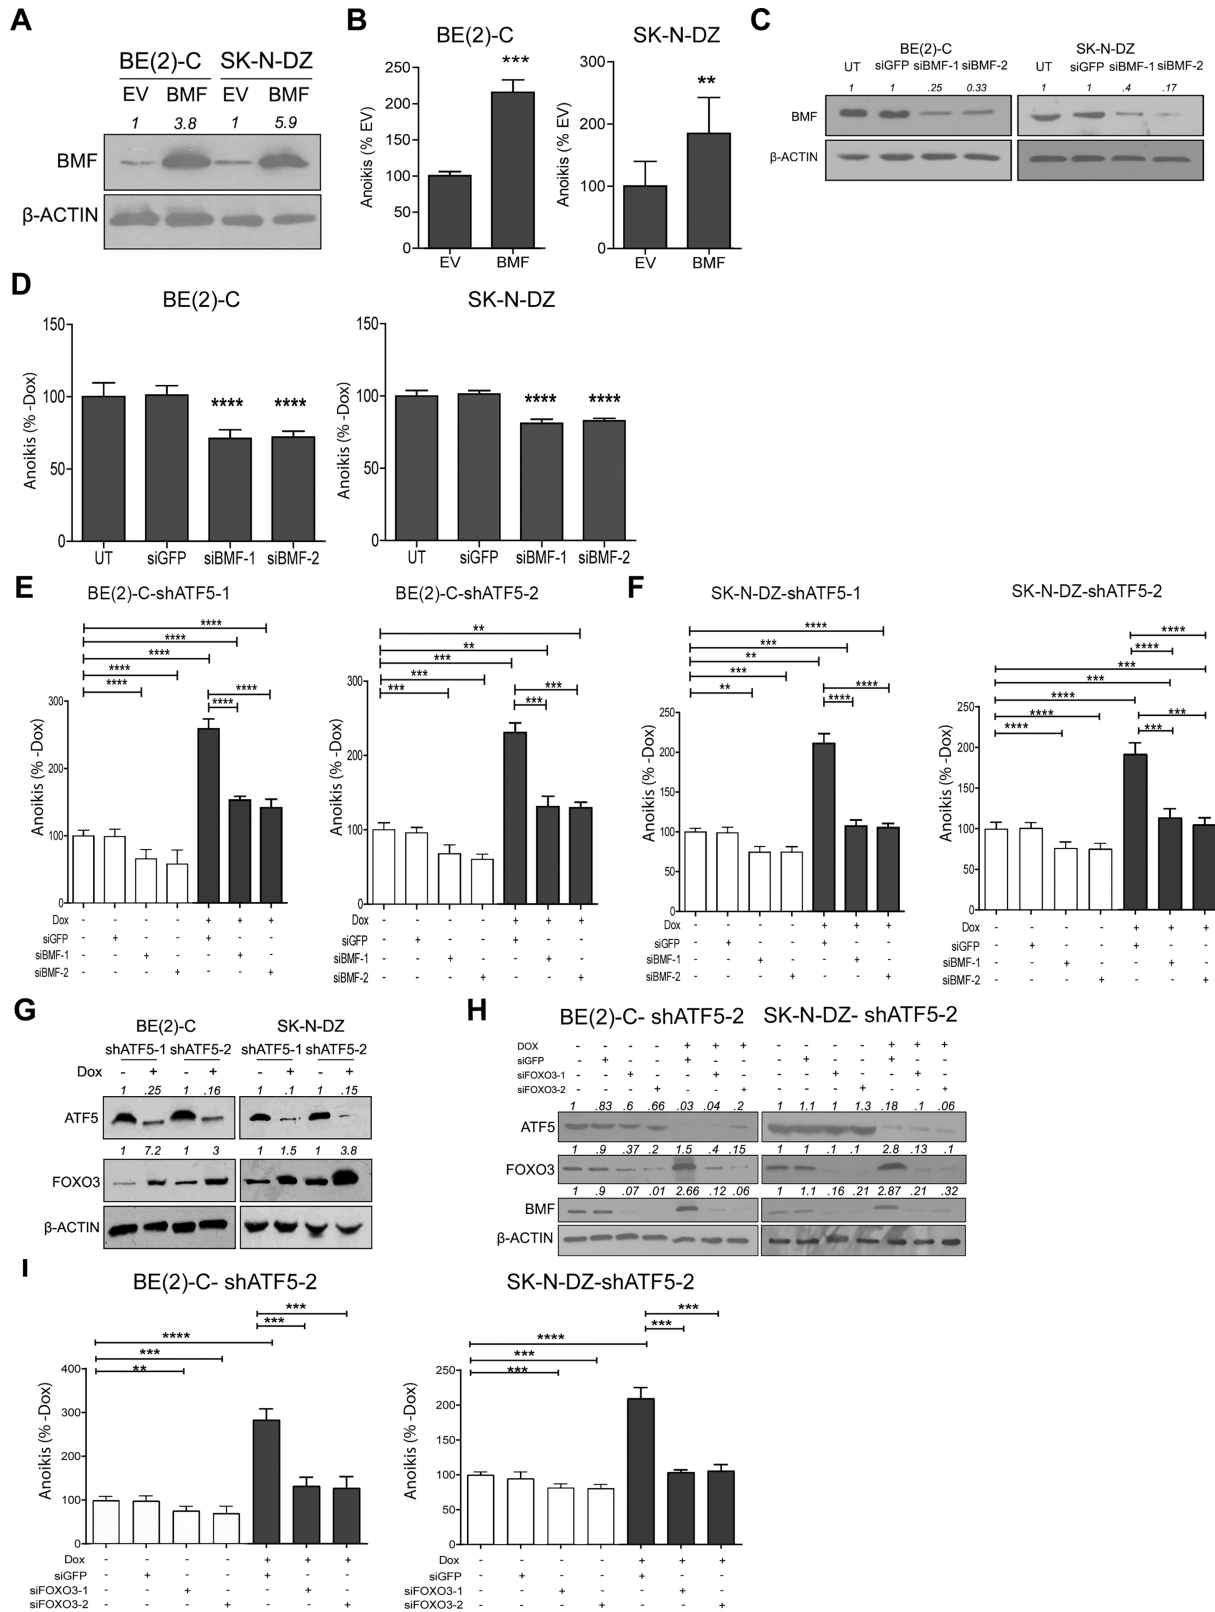 A
BE(2)-C SK-N-DZ
EV BMF EV BMF
1 3.8 1 5.9
BMF
β-ACTIN
B
BE(2)-C
***
Anoikis (% EV)
250
200
150
100
50
0
EV BMF
SK-N-DZ
**
Anoikis (% EV)
300
200
100
0
EV BMF
C
BE(2)-C SK-N-DZ
UT siGFP siBMF-1 siBMF-2 UT siGFP siBMF-1 siBMF-2
1 1 .25 0.33 1 1 .4 .17
BMF
β-ACTIN
D
BE(2)-C
Anoikis (% -Dox)
150
100
50
0
**** ****
UT siGFP siBMF-1 siBMF-2
SK-N-DZ
Anoikis (% -Dox)
150
100
50
0
**** ****
UT siGFP siBMF-1 siBMF-2
E
BE(2)-C-shATF5-1
****
****
****
****
****
****
****
Anoikis (% -Dox)
300
200
100
0
Dox - - - - + + +
siGFP - + - - + - -
siBMF-1 - - + - - + -
siBMF-2 - - - + - - +
BE(2)-C-shATF5-2
**
**
***
***
***
***
***
Anoikis (% -Dox)
300
200
100
0
Dox - - - - + + +
siGFP - + - - + - -
siBMF-1 - - + - - + -
siBMF-2 - - - + - - +
F
SK-N-DZ-shATF5-1
****
***
**
***
**
****
****
Anoikis (% -Dox)
250
200
150
100
50
0
Dox - - - - + + +
siGFP - + - - + - -
siBMF-1 - - + - - + -
siBMF-2 - - - + - - +
SK-N-DZ-shATF5-2
****
****
***
***
****
****
****
***
***
Anoikis (% -Dox)
250
200
150
100
50
0
Dox - - - - + + +
siGFP - + - - + - -
siBMF-1 - - + - - + -
siBMF-2 - - - + - - +
G
BE(2)-C SK-N-DZ
shATF5-1 shATF5-2 shATF5-1 shATF5-2
Dox - + - + - + - +
1 .25 1 .16 1 .1 1 .15
ATF5
1 7.2 1 3 1 1.5 1 3.8
FOXO3
β-ACTIN
H
BE(2)-C- shATF5-2 SK-N-DZ- shATF5-2
DOX - - - - + + + - - - - + + +
siGFP - + - - + - - - + - - + - -
siFOXO3-1 - - + - - + - - - + - - + -
siFOXO3-2 - - - + - - + - - - + - - +
1 .83 .6 .66 .03 .04 .2 1 1.1 1 1.3 .18 .1 .06
ATF5
1 .9 .37 .2 1.5 .4 .15 1 1 .1 .1 2.8 .13 .1
FOXO3
1 .9 .07 .01 2.66 .12 .06 1 1.1 .16 .21 2.87 .21 .32
BMF
β-ACTIN
I
BE(2)-C- shATF5-2
***
***
****
***
**
Anoikis (% -Dox)
400
300
200
100
0
Dox - - - - + + +
siGFP - + - - + - -
siFOXO3-1 - - + - - + -
siFOXO3-2 - - - + - - +
SK-N-DZ-shATF5-2
***
***
****
***
***
Anoikis (% -Dox)
250
200
150
100
50
0
Dox - - - - + + +
siGFP - + - - + - -
siFOXO3-1 - - + - - + -
siFOXO3-2 - - - + - - +